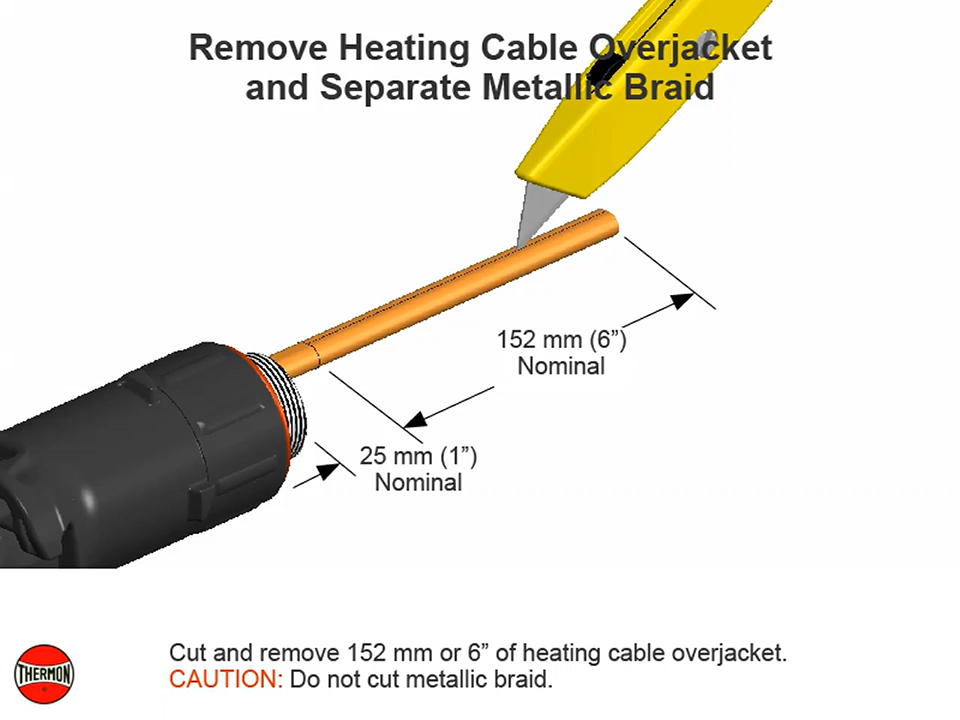 Remove Heating Cable Overjacket
and Separate Metallic Braid
152 mm (6”)
Nominal
25 mm (1”)
Nominal
THERMON
®
Cut and remove 152 mm or 6” of heating cable overjacket.
CAUTION: Do not cut metallic braid.